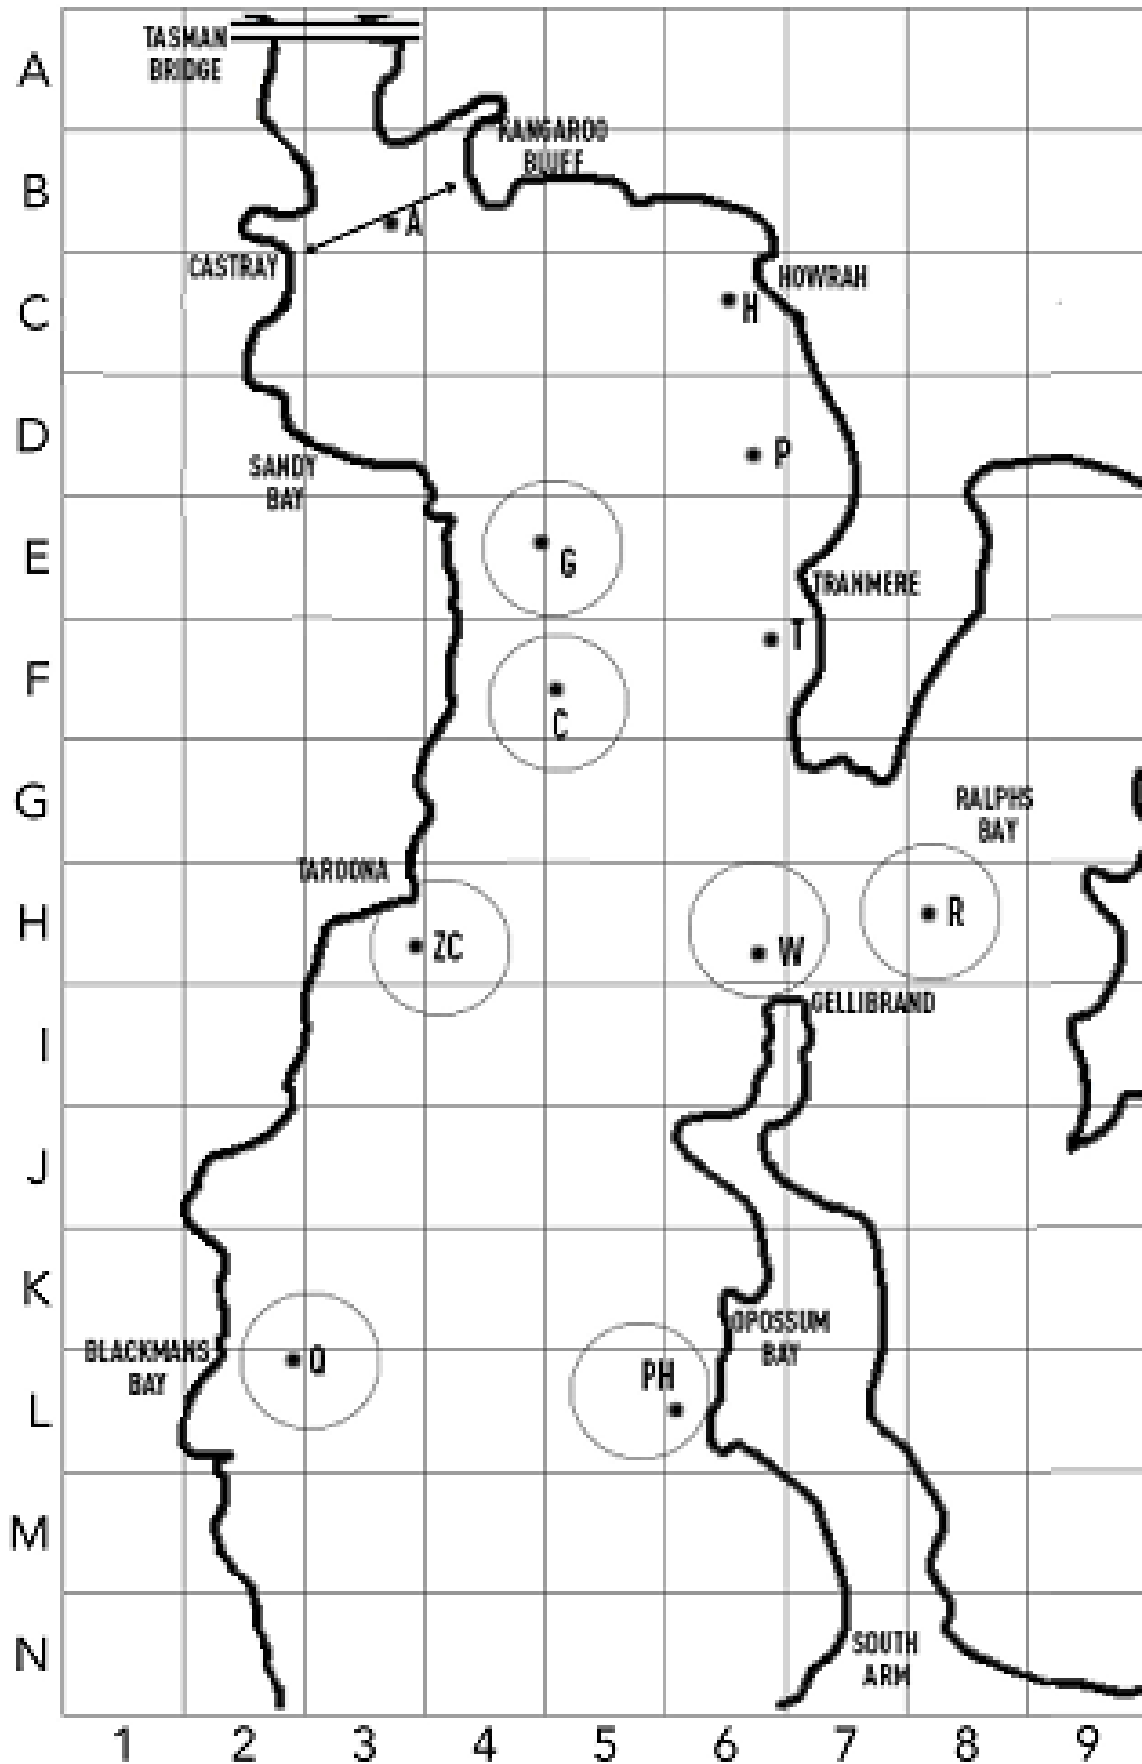 TASMAN
BRIDGE
A
KANGAROO
BLUFF
B
A
CASTRAY
HOWRAH
C
H
D
P
SANDY
BAY
E
G
TRANMERE
T
F
C
G
RALPHS
BAY
TAROONA
H
R
ZC
W
GELLIBRAND
I
J
K
OPOSSUM
BAY
BLACKMANS
BAY
Q
PH
L
M
N
SOUTH
ARM
1 2 3 4 5 6 7 8 9